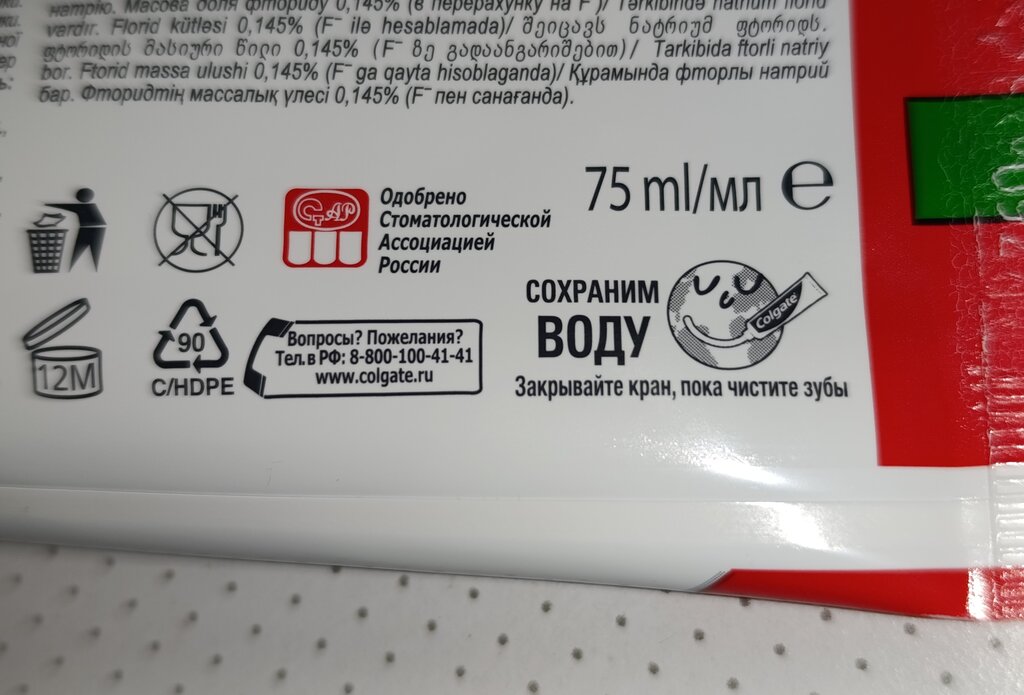 натрію. Масова доля фториду 0,145% (в перерахунку на F⁻)/ Tərkibində natrium florid
vardır. Florid kütləsi 0,145% (F⁻ ilə hesablamada)/ შეიცავს ნატრიუმ ფტორიდს.
ფტორიდის მასიური წილი 0,145% (F⁻ ზე გადაანგარიშებით)/ Tarkibida ftorli natriy
bor. Ftorid massa ulushi 0,145% (F⁻ ga qayta hisoblaganda)/ Құрамында фторлы натрий
бар. Фторидтің массалық үлесі 0,145% (F⁻ пен санағанда).
75 ml/мл ℮
СтАР
Одобрено
Стоматологической
Ассоциацией
России
СОХРАНИМ
ВОДУ
Colgate
Закрывайте кран, пока чистите зубы
12M
90
C/HDPE
Вопросы? Пожелания?
Тел.в РФ: 8-800-100-41-41
www.colgate.ru